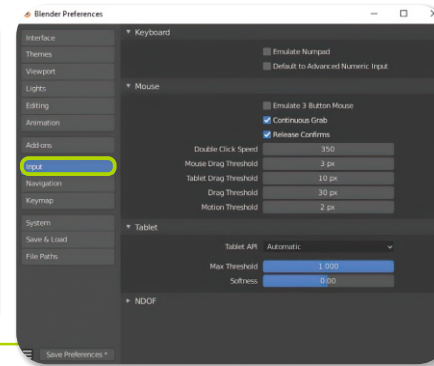 Blender Preferences
Interface
Themes
Viewport
Lights
Editing
Animation
Add-ons
Input
Navigation
Keymap
System
Save & Load
File Paths
Save Preferences *
Keyboard
Emulate Numpad
Default to Advanced Numeric Input
Mouse
Emulate 3 Button Mouse
Continuous Grab
Release Confirms
Double Click Speed 350
Mouse Drag Threshold 3 px
Tablet Drag Threshold 10 px
Drag Threshold 30 px
Motion Threshold 2 px
Tablet
Tablet API Automatic
Max Threshold 1.000
Softness 0.00
NDOF